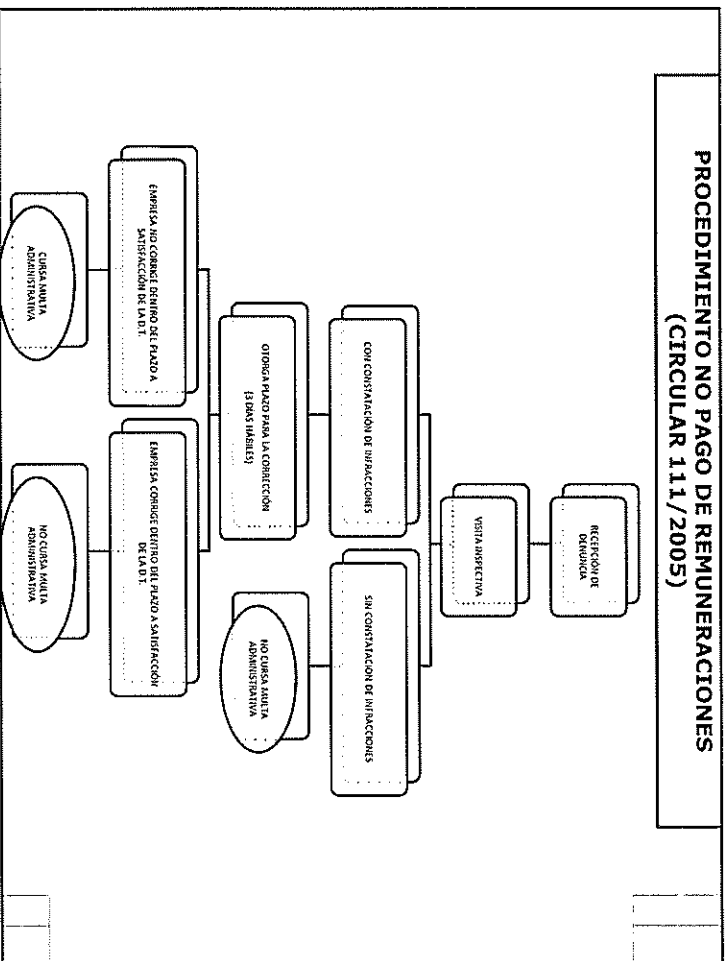 PROCEDIMIENTO NO PAGO DE REMUNERACIONES
(CIRCULAR 111/2005)
RECEPCIÓN DE
DENUNCIA
VISITA INSPECTIVA
CON CONSTATACIÓN DE INFRACCIONES
SIN CONSTATACION DE INFRACCIONES
OTORGA PLAZO PARA LA CORRECCIÓN
(3 DÍAS HÁBILES)
NO CURSA MULTA
ADMINISTRATIVA
EMPRESA NO CORRIGE DENTRO DEL PLAZO A
SATISFACCIÓN DE LA D.T.
EMPRESA CORRIGE DENTRO DEL PLAZO A SATISFACCIÓN
DE LA D.T.
CURSA MULTA
ADMINISTRATIVA
NO CURSA MULTA
ADMINISTRATIVA